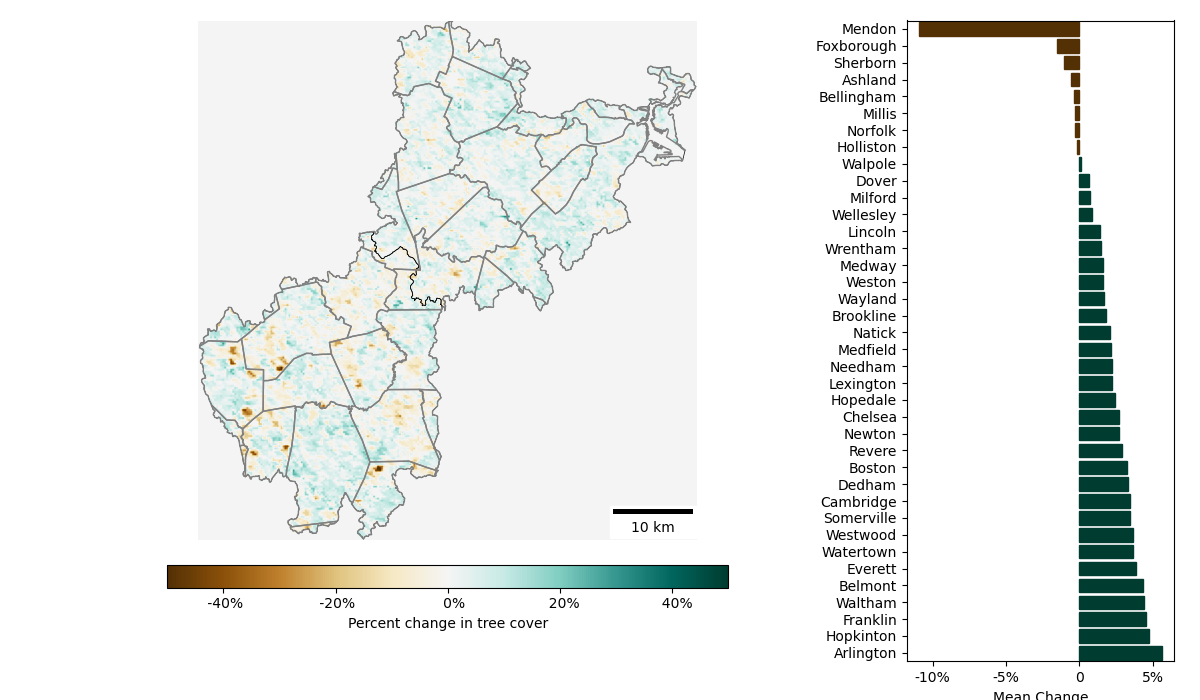 10 km
-40%
-20%
0%
20%
40%
Percent change in tree cover
Mendon
Foxborough
Sherborn
Ashland
Bellingham
Millis
Norfolk
Holliston
Walpole
Dover
Milford
Wellesley
Lincoln
Wrentham
Medway
Weston
Wayland
Brookline
Natick
Medfield
Needham
Lexington
Hopedale
Chelsea
Newton
Revere
Boston
Dedham
Cambridge
Somerville
Westwood
Watertown
Everett
Belmont
Waltham
Franklin
Hopkinton
Arlington
-10%
-5%
0
5%
Mean Change